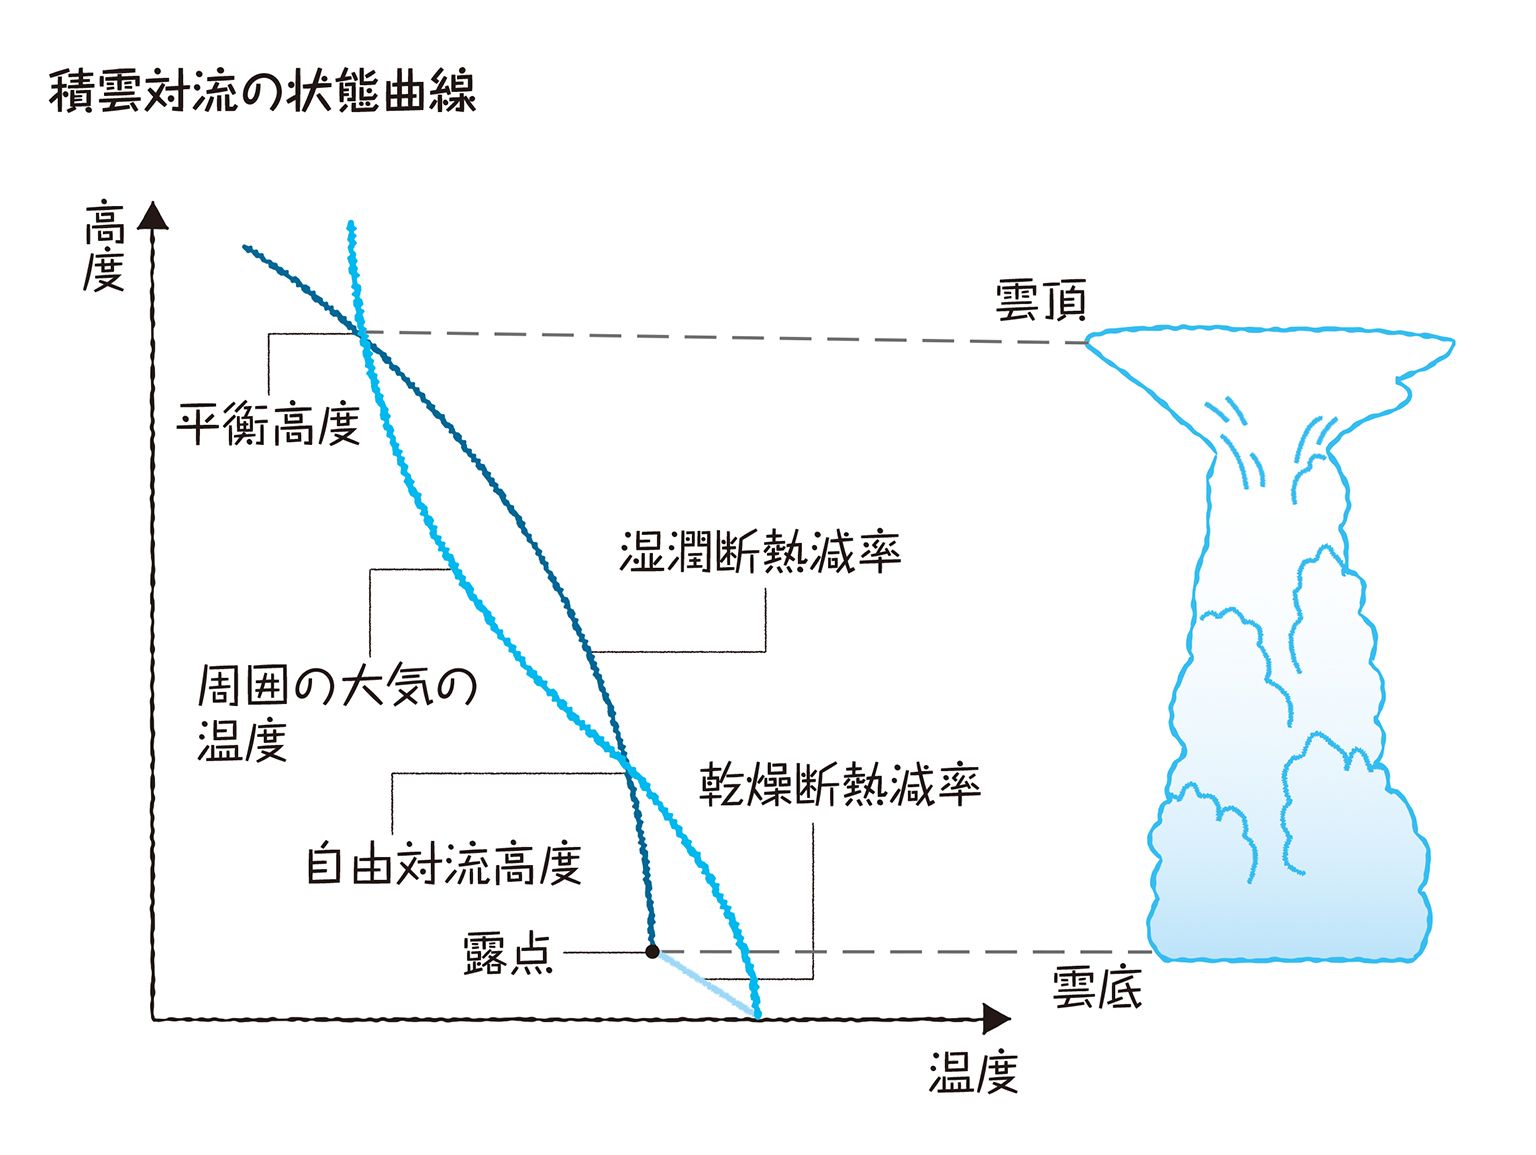 積雲対流の状態曲線
高度
雲頂
平衡高度
湿潤断熱減率
周囲の大気の
温度
乾燥断熱減率
自由対流高度
露点
雲底
温度